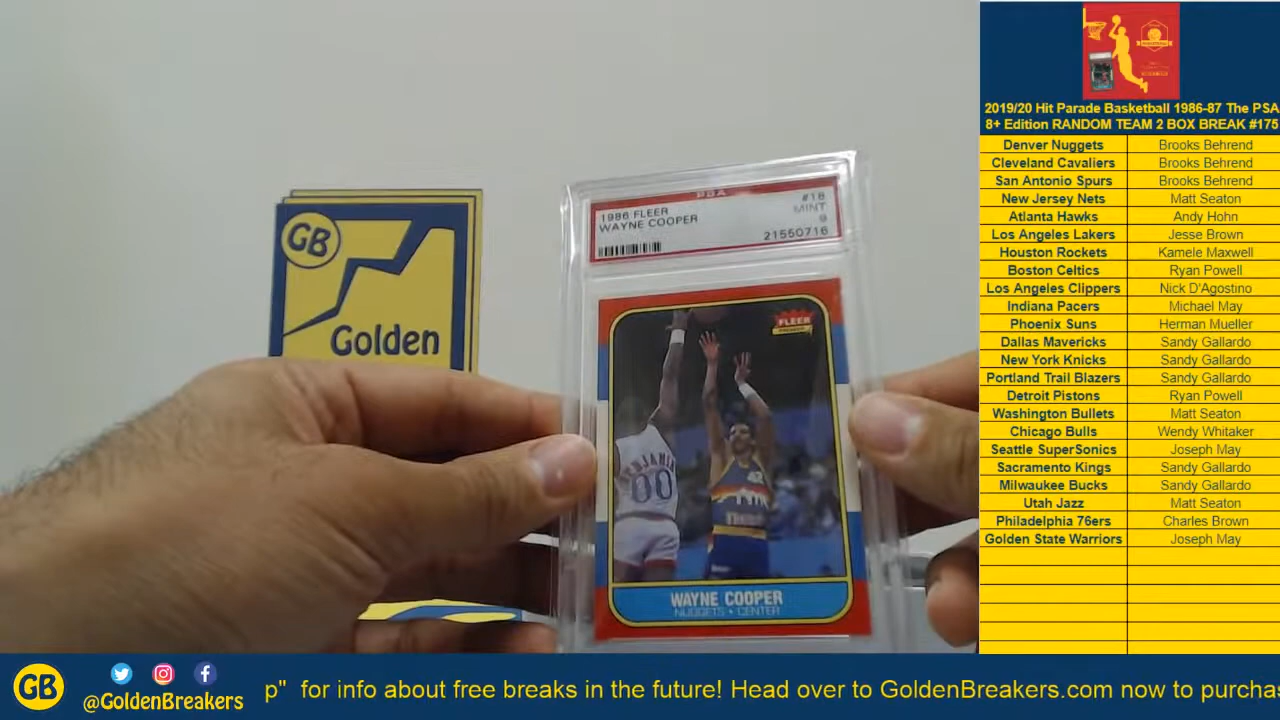 2019/20 Hit Parade Basketball 1986-87 The PSA
8+ Edition RANDOM TEAM 2 BOX BREAK #175
Denver Nuggets Brooks Behrend
Cleveland Cavaliers Brooks Behrend
San Antonio Spurs Brooks Behrend
New Jersey Nets Matt Seaton
Atlanta Hawks Andy Hohn
Los Angeles Lakers Jesse Brown
Houston Rockets Kamele Maxwell
Boston Celtics Ryan Powell
Los Angeles Clippers Nick D'Agostino
Indiana Pacers Michael May
Phoenix Suns Herman Mueller
Dallas Mavericks Sandy Gallardo
New York Knicks Sandy Gallardo
Portland Trail Blazers Sandy Gallardo
Detroit Pistons Ryan Powell
Washington Bullets Matt Seaton
Chicago Bulls Wendy Whitaker
Seattle SuperSonics Joseph May
Sacramento Kings Sandy Gallardo
Milwaukee Bucks Sandy Gallardo
Utah Jazz Matt Seaton
Philadelphia 76ers Charles Brown
Golden State Warriors Joseph May
GB
Golden
PSA
1986 FLEER #18
WAYNE COOPER MINT
9
21550716
FLEER
PREMIER
00
42
WAYNE COOPER
NUGGETS • CENTER
GB
@GoldenBreakers
p" for info about free breaks in the future! Head over to GoldenBreakers.com now to purcha